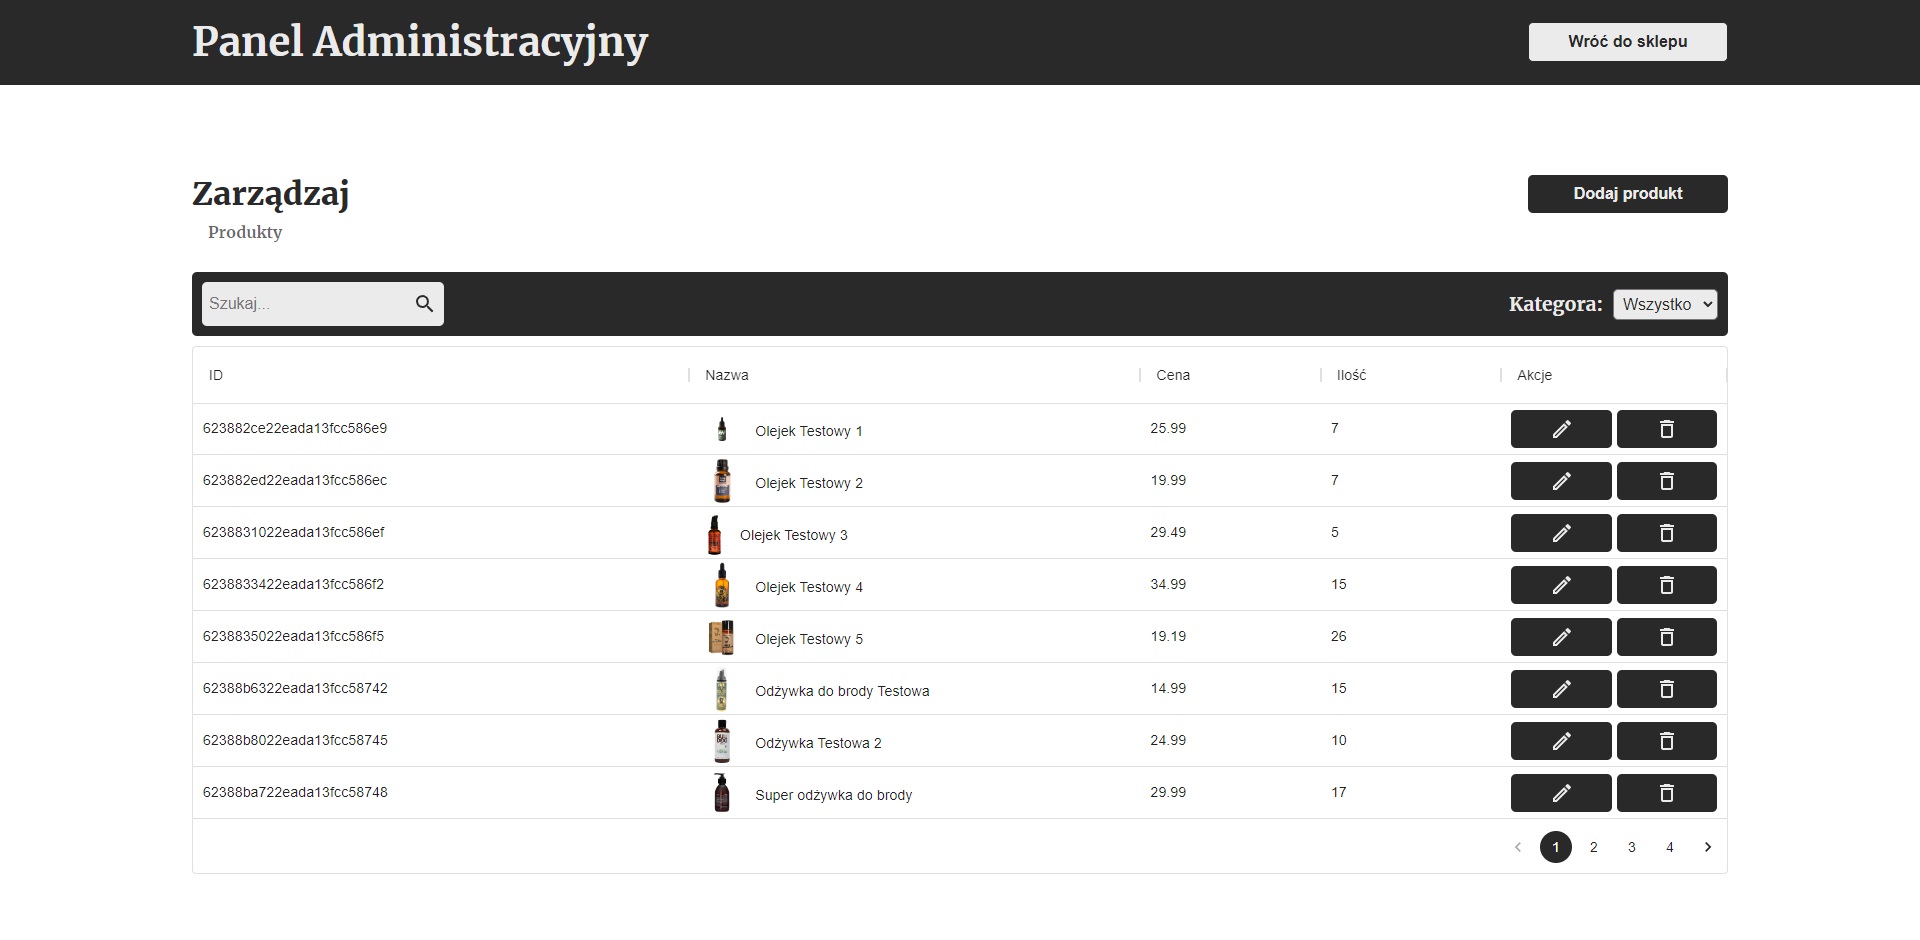 Panel Administracyjny
Wróć do sklepu
Zarządzaj
Dodaj produkt
Produkty
Szukaj...
Kategora: Wszystko
ID Nazwa Cena Ilość Akcje
623882ce22eada13fcc586e9 Olejek Testowy 1 25.99 7
623882ed22eada13fcc586ec Olejek Testowy 2 19.99 7
6238831022eada13fcc586ef Olejek Testowy 3 29.49 5
6238833422eada13fcc586f2 Olejek Testowy 4 34.99 15
6238835022eada13fcc586f5 Olejek Testowy 5 19.19 26
62388b6322eada13fcc58742 Odżywka do brody Testowa 14.99 15
62388b8022eada13fcc58745 Odżywka Testowa 2 24.99 10
62388ba722eada13fcc58748 Super odżywka do brody 29.99 17
1 2 3 4